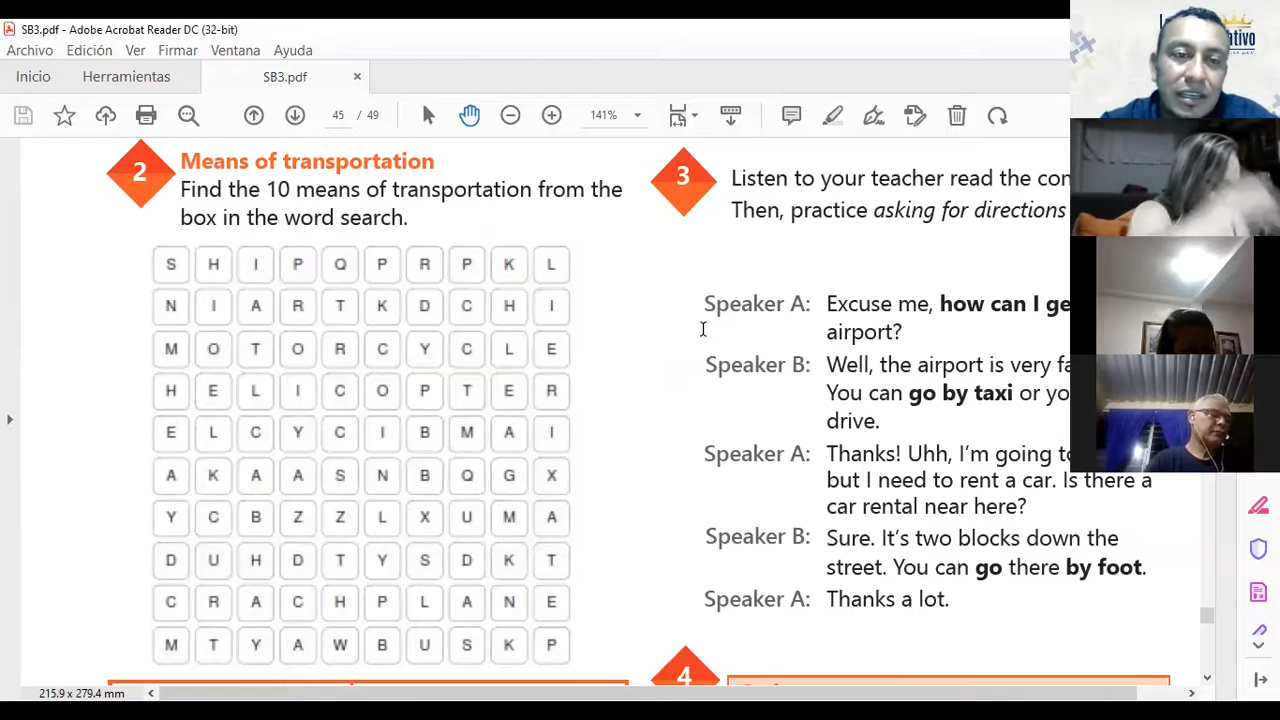 SB3.pdf - Adobe Acrobat Reader DC (32-bit)
Archivo Edición Ver Firmar Ventana Ayuda
Inicio Herramientas SB3.pdf ×
45 / 49 141%
2 Means of transportation
Find the 10 means of transportation from the
box in the word search.
S H I P Q P R P K L
N I A R T K D C H I
M O T O R C Y C L E
H E L I C O P T E R
E L C Y C I B M A I
A K A A S N B Q G X
Y C B Z Z L X U M A
D U H D T Y S D K T
C R A C H P L A N E
M T Y A W B U S K P
3 Listen to your teacher read the con
Then, practice asking for directions
Speaker A: Excuse me, how can I ge
airport?
Speaker B: Well, the airport is very fa
You can go by taxi or yo
drive.
Speaker A: Thanks! Uhh, I'm going to
but I need to rent a car. Is there a
car rental near here?
Speaker B: Sure. It's two blocks down the
street. You can go there by foot.
Speaker A: Thanks a lot.
4
215.9 x 279.4 mm